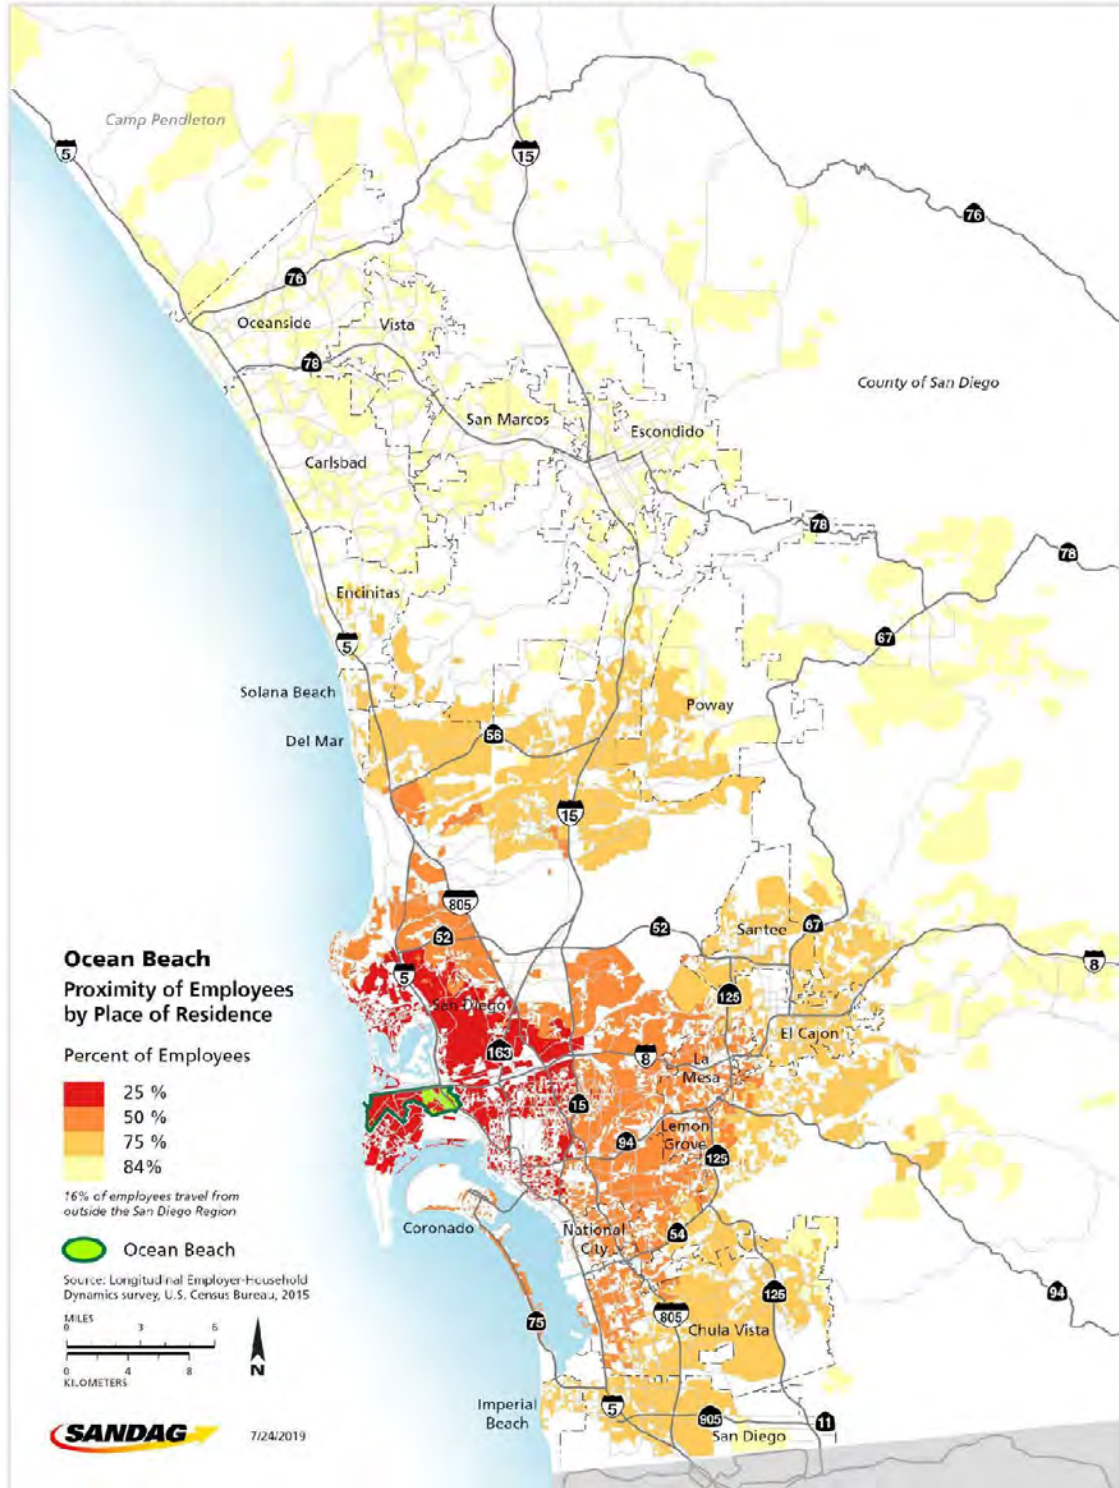 Camp Pendleton
5
15
76
76
Oceanside
Vista
78
County of San Diego
San Marcos
Escondido
Carlsbad
78
78
Encinitas
67
5
Solana Beach
Poway
Del Mar
56
15
805
52
52
Santee
67
8
5
125
San Diego
El Cajon
163
8
La
Mesa
15
94
Lemon
Grove
125
Coronado
National
City
54
125
94
75
805
Chula Vista
Imperial
Beach
5
905
11
San Diego
Ocean Beach
Proximity of Employees
by Place of Residence
Percent of Employees
25 %
50 %
75 %
84%
16% of employees travel from
outside the San Diego Region
Ocean Beach
Source: Longitudinal Employer-Household
Dynamics survey, U.S. Census Bureau, 2015
MILES
0 3 6
0 4 8
KILOMETERS
N
SANDAG
7/24/2019